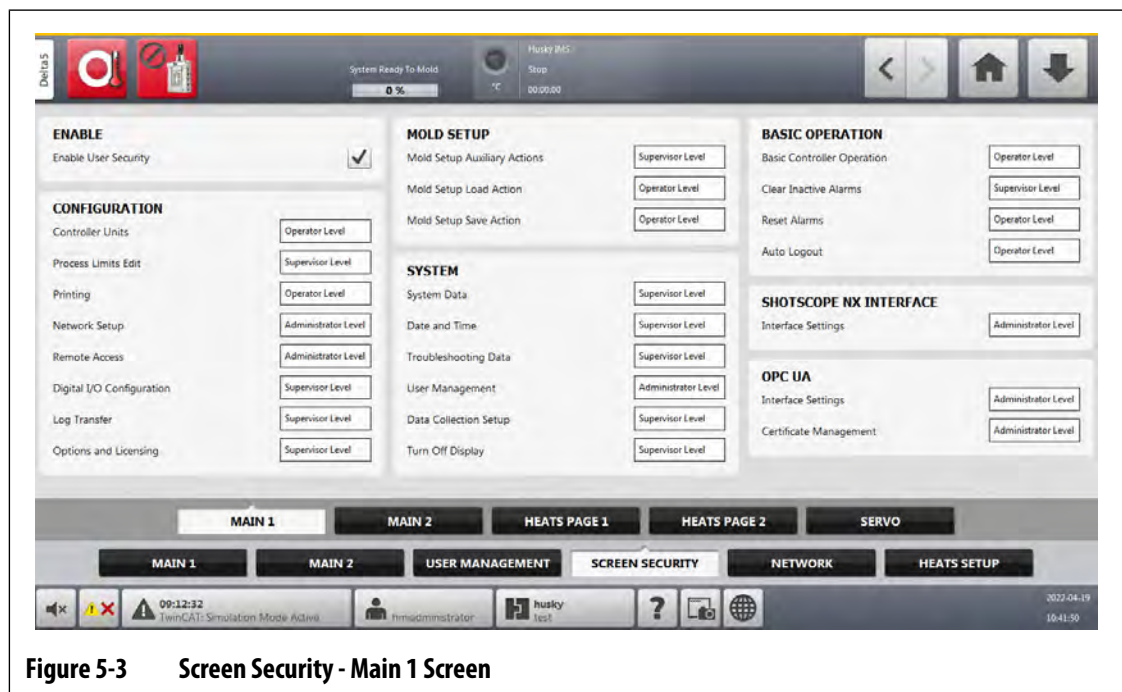 Delta5
System Ready To Mold
0 %
°C
Husky IMS
Stop
00:00:00
ENABLE
Enable User Security
CONFIGURATION
Controller Units Operator Level
Process Limits Edit Supervisor Level
Printing Operator Level
Network Setup Administrator Level
Remote Access Administrator Level
Digital I/O Configuration Supervisor Level
Log Transfer Supervisor Level
Options and Licensing Supervisor Level
MOLD SETUP
Mold Setup Auxiliary Actions Supervisor Level
Mold Setup Load Action Operator Level
Mold Setup Save Action Operator Level
SYSTEM
System Data Supervisor Level
Date and Time Supervisor Level
Troubleshooting Data Supervisor Level
User Management Administrator Level
Data Collection Setup Supervisor Level
Turn Off Display Supervisor Level
BASIC OPERATION
Basic Controller Operation Operator Level
Clear Inactive Alarms Supervisor Level
Reset Alarms Operator Level
Auto Logout Operator Level
SHOTSCOPE NX INTERFACE
Interface Settings Administrator Level
OPC UA
Interface Settings Administrator Level
Certificate Management Administrator Level
MAIN 1 MAIN 2 HEATS PAGE 1 HEATS PAGE 2 SERVO
MAIN 1 MAIN 2 USER MANAGEMENT SCREEN SECURITY NETWORK HEATS SETUP
09:12:32
TwinCAT: Simulation Mode Active
hmiadministrator
husky
test
?
2022-04-19
10:41:50
Figure 5-3 Screen Security - Main 1 Screen